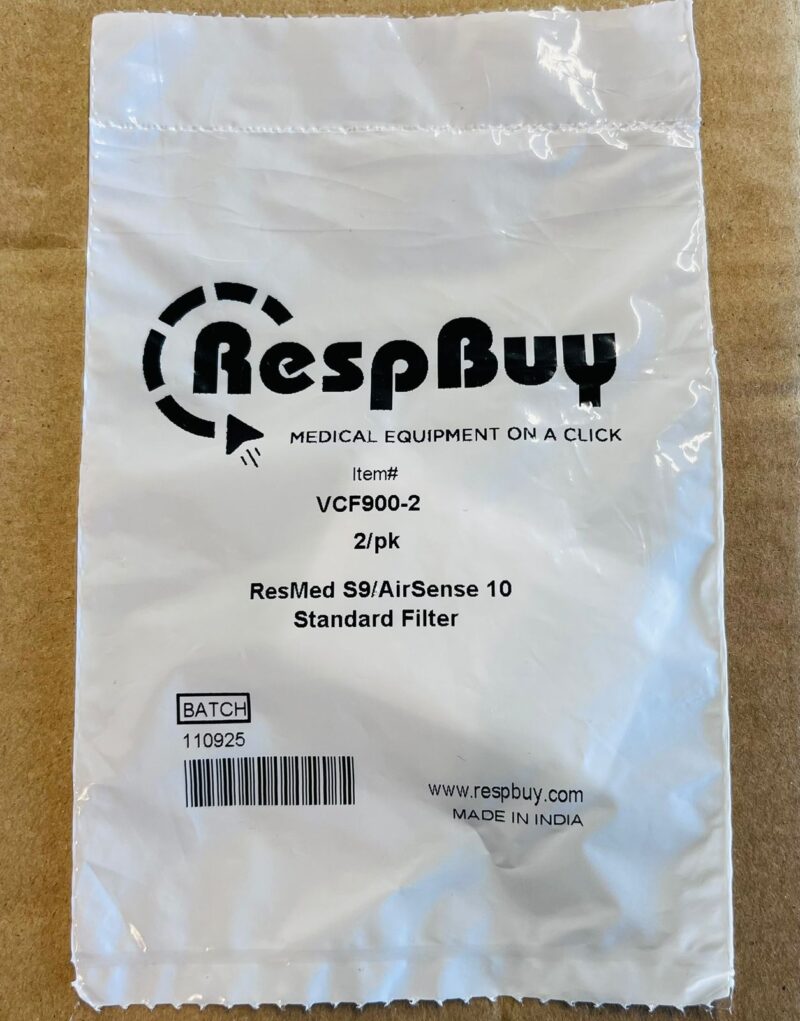 RespBuy
MEDICAL EQUIPMENT ON A CLICK
Item#
VCF900-2
2/pk
ResMed S9/AirSense 10
Standard Filter
BATCH
110925
www.respbuy.com
MADE IN INDIA